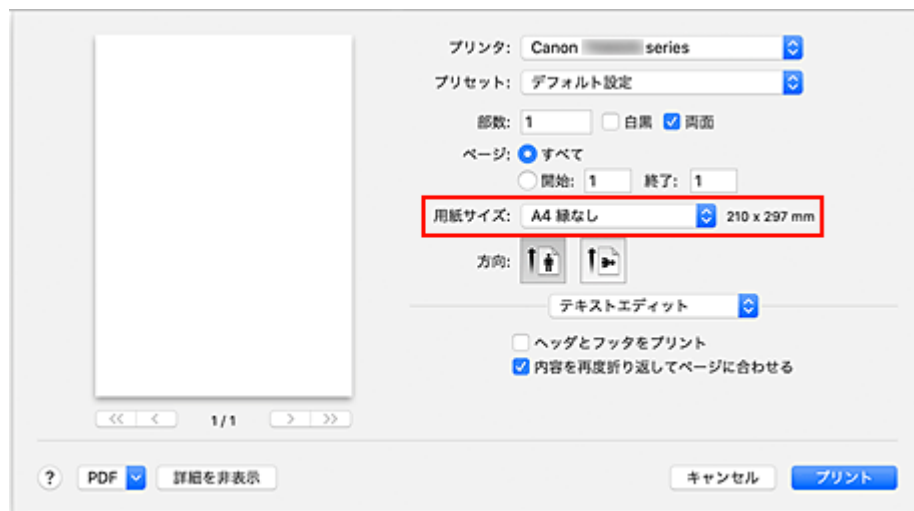 プリンタ: Canon series
プリセット: デフォルト設定
部数: 1 白黒 両面
ページ: すべて
開始: 1 終了: 1
用紙サイズ: A4 縁なし 210 x 297 mm
方向:
テキストエディット
ヘッダとフッタをプリント
内容を再度折り返してページに合わせる
<< < 1/1 > >>
? PDF 詳細を非表示 キャンセル プリント